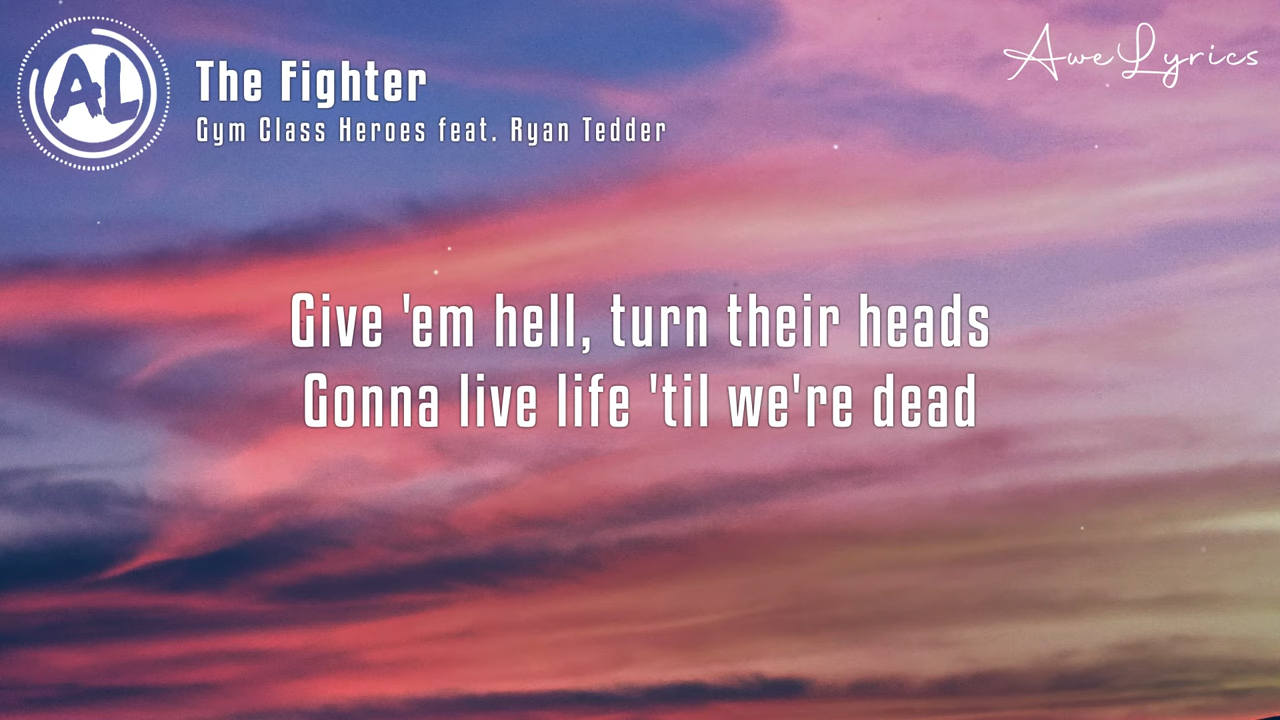 AL
The Fighter
Gym Class Heroes feat. Ryan Tedder
AweLyrics
Give 'em hell, turn their heads
Gonna live life 'til we're dead